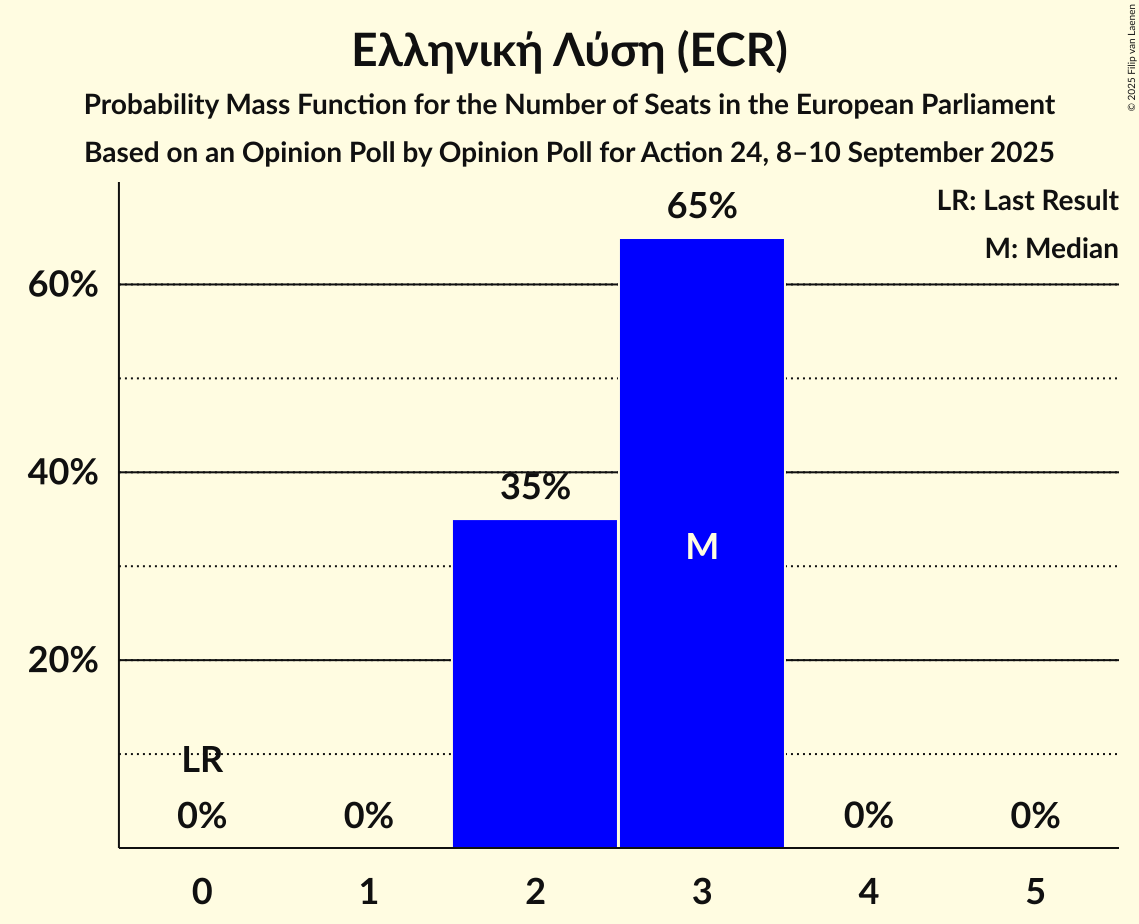 Ελληνική Λύση (ECR)
Probability Mass Function for the Number of Seats in the European Parliament
Based on an Opinion Poll by Opinion Poll for Action 24, 8–10 September 2025
© 2025 Filip van Laenen
LR: Last Result
M: Median
65%
60%
40%
35%
M
20%
LR
0%
0%
0%
0%
0
1
2
3
4
5